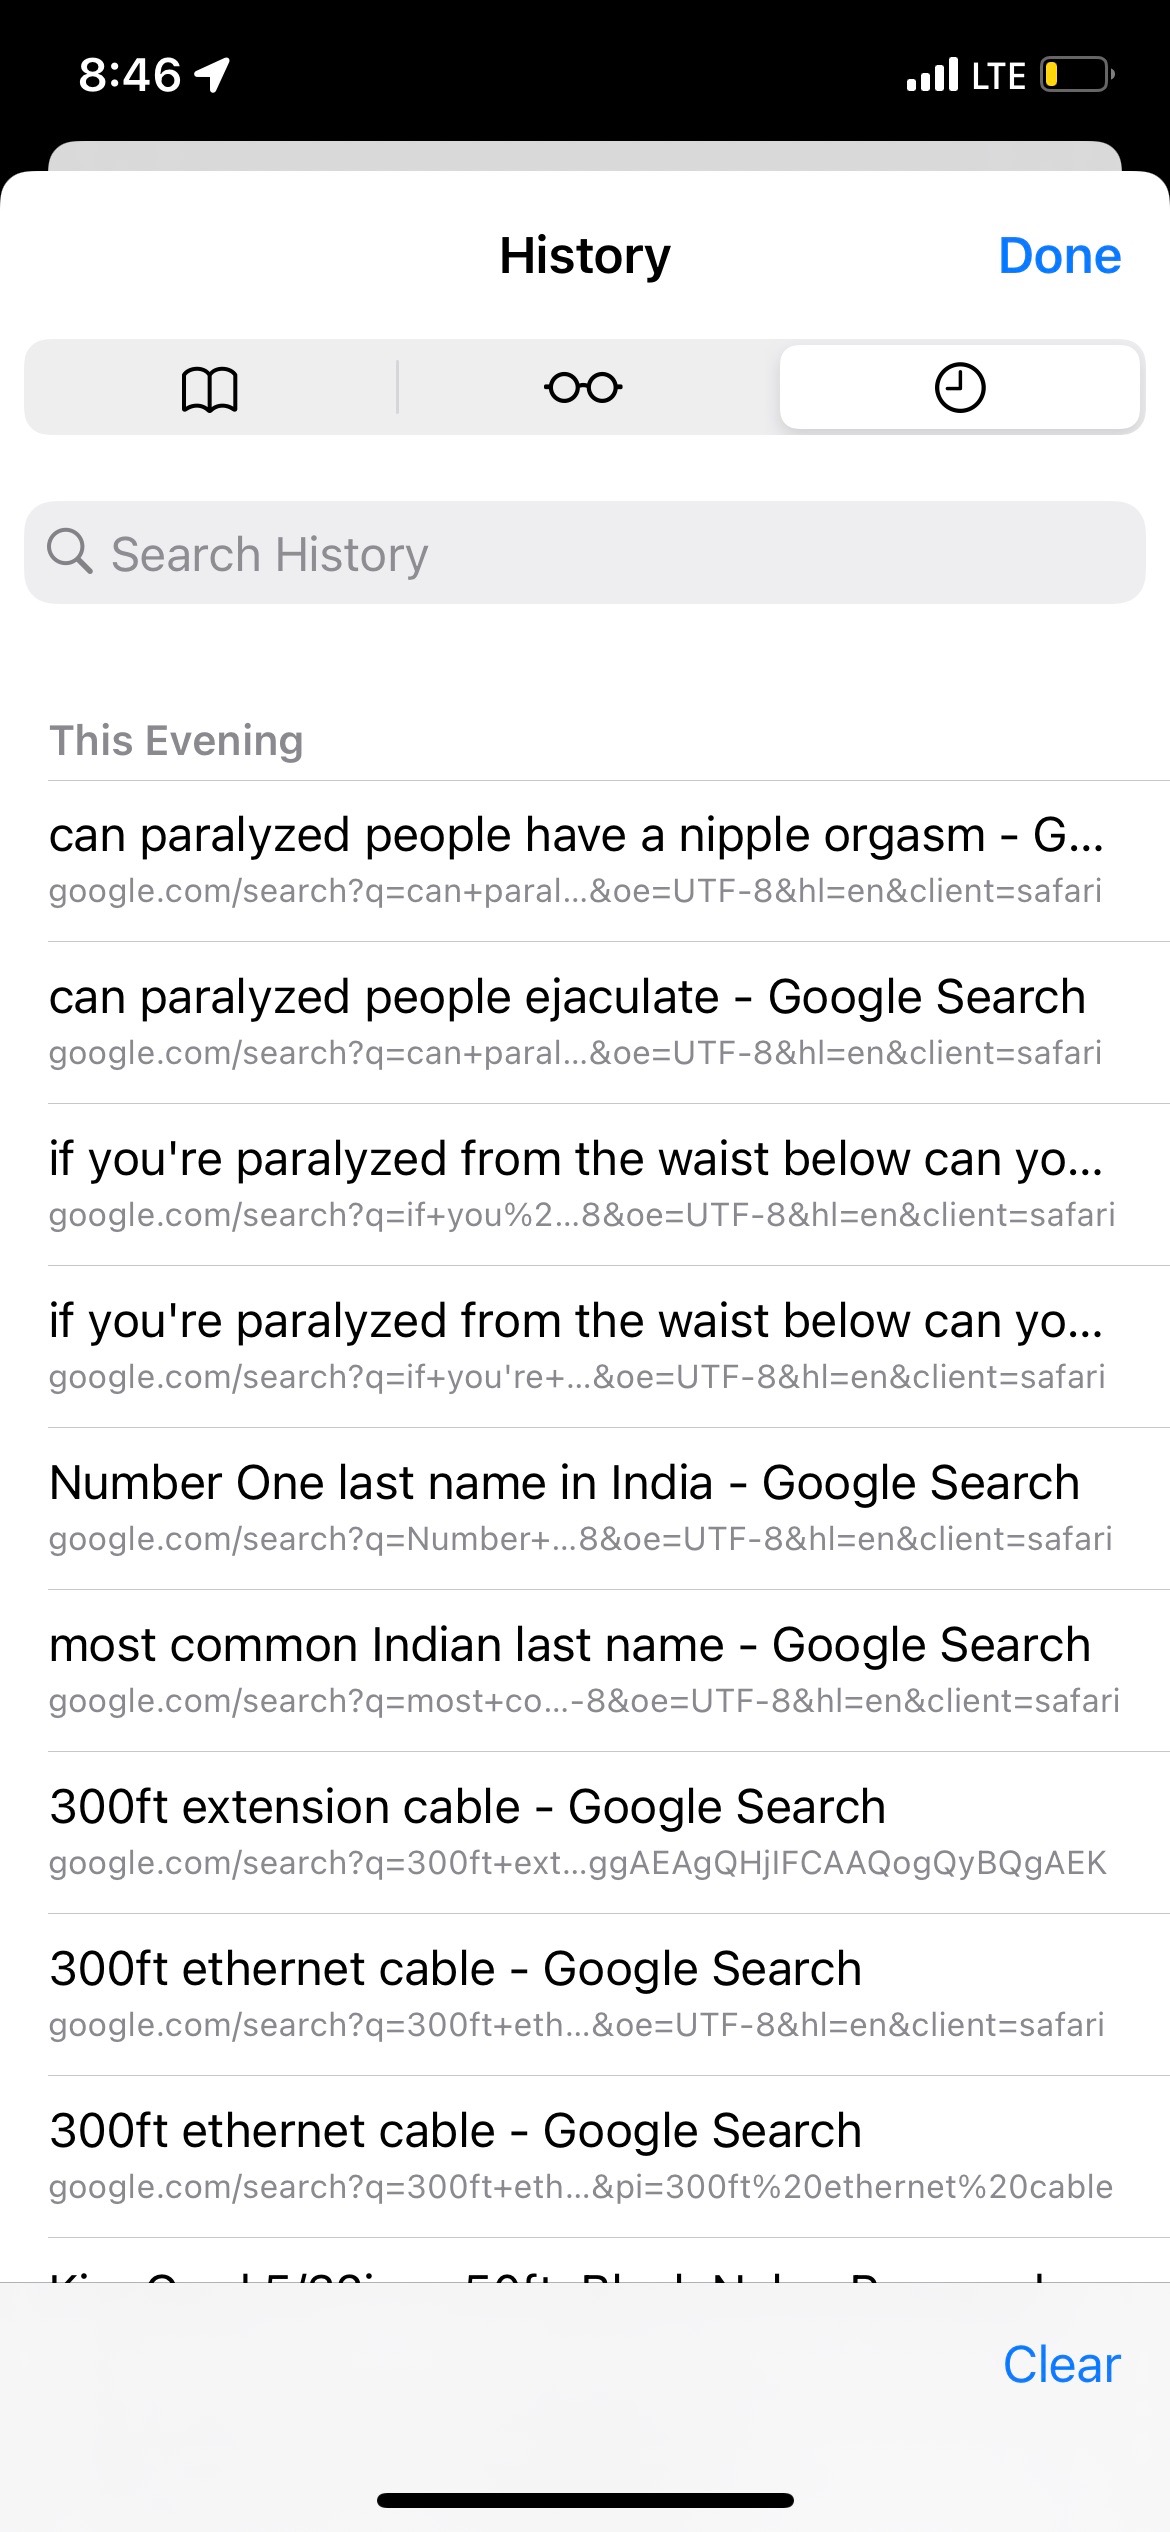 8:46
LTE
History
Done
Search History
This Evening
can paralyzed people have a nipple orgasm - G...
google.com/search?q=can+paral...&oe=UTF-8&hl=en&client=safari
can paralyzed people ejaculate - Google Search
google.com/search?q=can+paral...&oe=UTF-8&hl=en&client=safari
if you're paralyzed from the waist below can yo...
google.com/search?q=if+you%2...8&oe=UTF-8&hl=en&client=safari
if you're paralyzed from the waist below can yo...
google.com/search?q=if+you're+...&oe=UTF-8&hl=en&client=safari
Number One last name in India - Google Search
google.com/search?q=Number+...8&oe=UTF-8&hl=en&client=safari
most common Indian last name - Google Search
google.com/search?q=most+co...-8&oe=UTF-8&hl=en&client=safari
300ft extension cable - Google Search
google.com/search?q=300ft+ext...ggAEAgQHjIFCAAQogQyBQgAEK
300ft ethernet cable - Google Search
google.com/search?q=300ft+eth...&oe=UTF-8&hl=en&client=safari
300ft ethernet cable - Google Search
google.com/search?q=300ft+eth...&pi=300ft%20ethernet%20cable
Clear